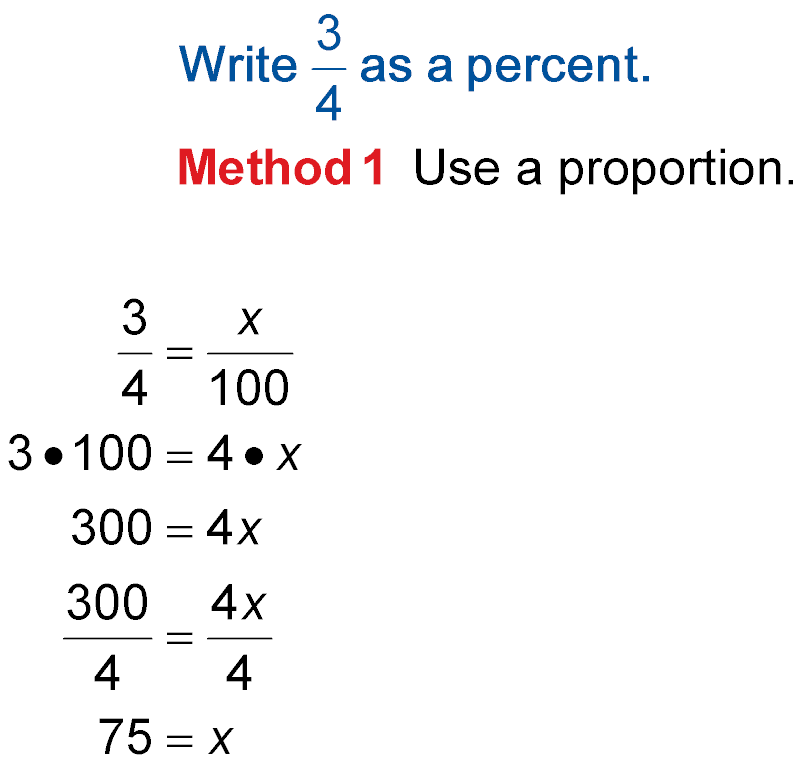 Write 3/4 as a percent.
Method 1 Use a proportion.
3/4 = x/100
3 • 100 = 4 • x
300 = 4x
300/4 = 4x/4
75 = x